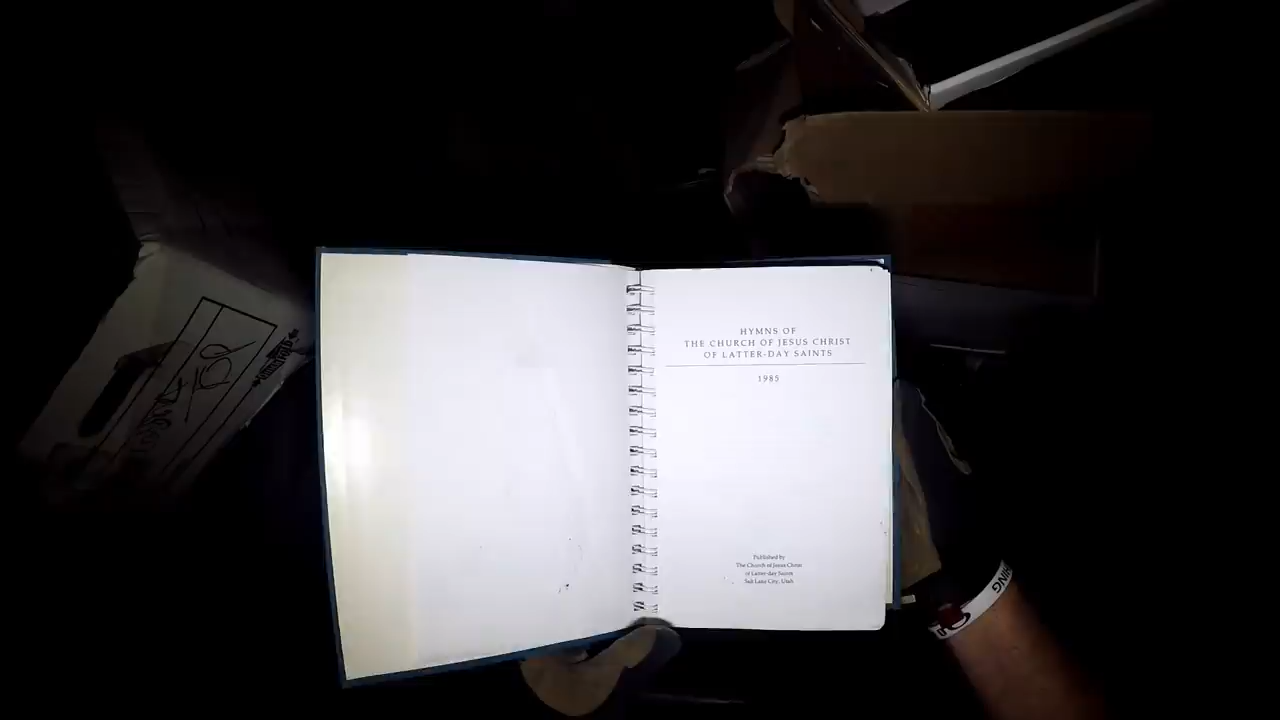 HYMNS OF
THE CHURCH OF JESUS CHRIST
OF LATTER-DAY SAINTS
1985
Published by
The Church of Jesus Christ
of Latter-day Saints
Salt Lake City, Utah